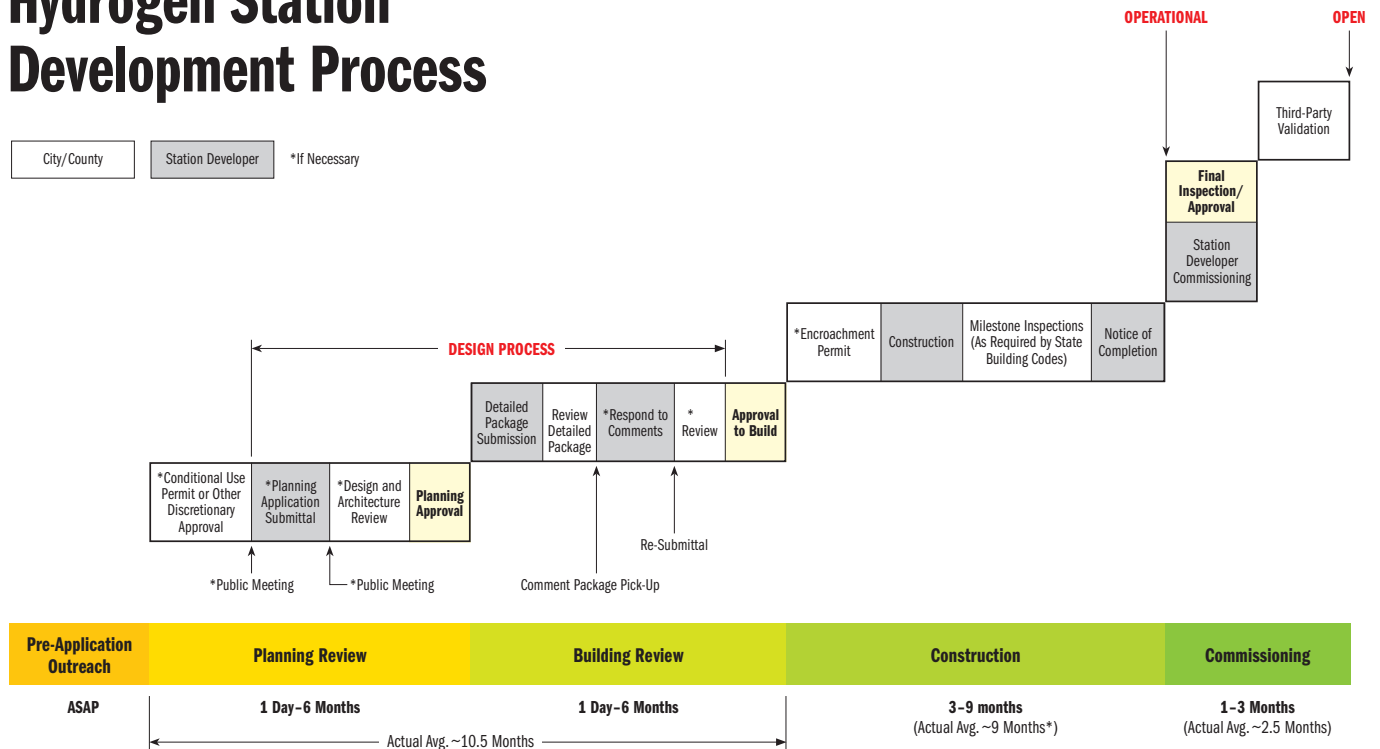 Hydrogen Station
Development Process
City/County
Station Developer
*If Necessary
OPERATIONAL
OPEN
Third-Party
Validation
Final
Inspection/
Approval
Station
Developer
Commissioning
*Encroachment
Permit
Construction
Milestone Inspections
(As Required by State
Building Codes)
Notice of
Completion
DESIGN PROCESS
Detailed
Package
Submission
Review
Detailed
Package
*Respond to
Comments
*
Review
Approval
to Build
*Conditional Use
Permit or Other
Discretionary
Approval
*Planning
Application
Submittal
*Design and
Architecture
Review
Planning
Approval
Re-Submittal
*Public Meeting
*Public Meeting
Comment Package Pick-Up
Pre-Application
Outreach
Planning Review
Building Review
Construction
Commissioning
ASAP
1 Day–6 Months
1 Day–6 Months
3–9 months
(Actual Avg. ~9 Months*)
1–3 Months
(Actual Avg. ~2.5 Months)
Actual Avg. ~10.5 Months